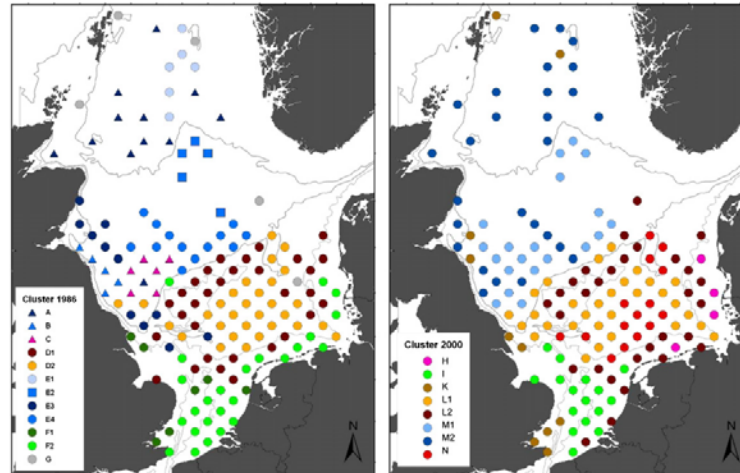 Cluster 1986
A
B
C
D1
D2
E1
E2
E3
E4
F1
F2
G
N
Cluster 2000
H
I
K
L1
L2
M1
M2
N
N